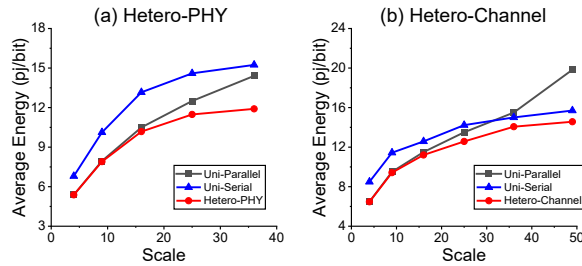 (a) Hetero-PHY
Average Energy (pj/bit)
18
15
12
9
6
3
0
10
20
30
40
Scale
Uni-Parallel
Uni-Serial
Hetero-PHY
(b) Hetero-Channel
Average Energy (pj/bit)
24
20
16
12
8
4
0
10
20
30
40
50
Scale
Uni-Parallel
Uni-Serial
Hetero-Channel